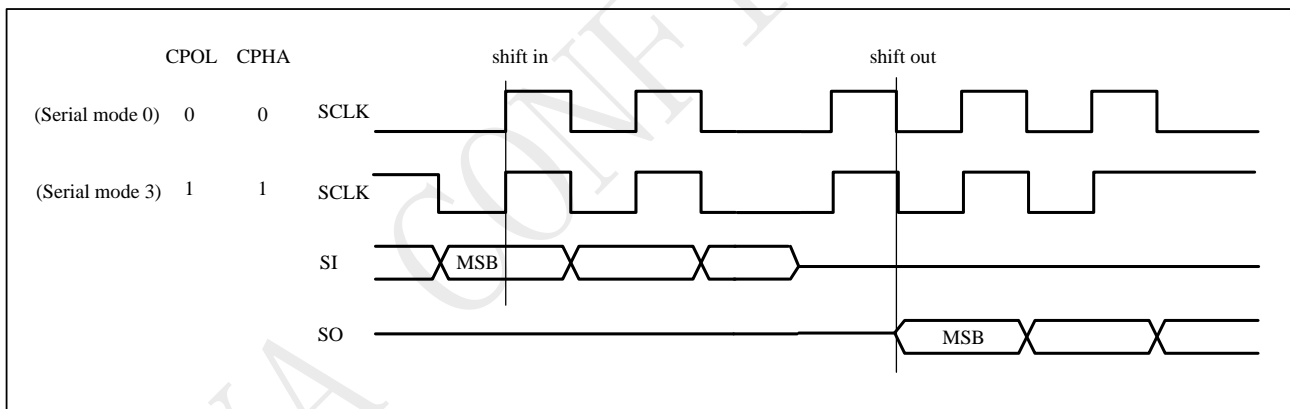 CPOL CPHA shift in shift out
(Serial mode 0) 0 0 SCLK
(Serial mode 3) 1 1 SCLK
SI MSB
SO MSB